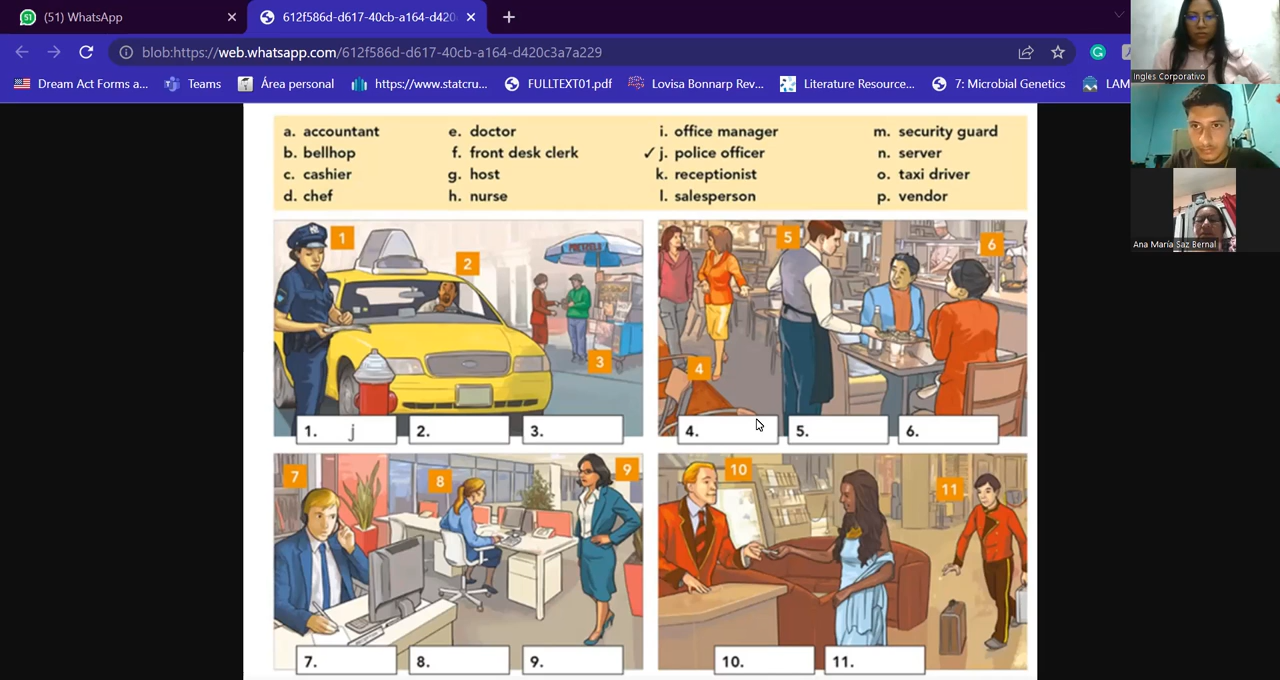 (51) WhatsApp
612f586d-d617-40cb-a164-d420
blob:https://web.whatsapp.com/612f586d-d617-40cb-a164-d420c3a7a229
Dream Act Forms a...
Teams
Área personal
https://www.statcru...
FULLTEXT01.pdf
Lovisa Bonnarp Rev...
Literature Resource...
7: Microbial Genetics
LAM
Ingles Corporativo
Ana María Saz Bernal
a. accountant
b. bellhop
c. cashier
d. chef
e. doctor
f. front desk clerk
g. host
h. nurse
i. office manager
✓ j. police officer
k. receptionist
l. salesperson
m. security guard
n. server
o. taxi driver
p. vendor
1
2
PRETZELS
3
1. j
2.
3.
5
6
4
4.
5.
6.
7
8
9
7.
8.
9.
10
11
10.
11.